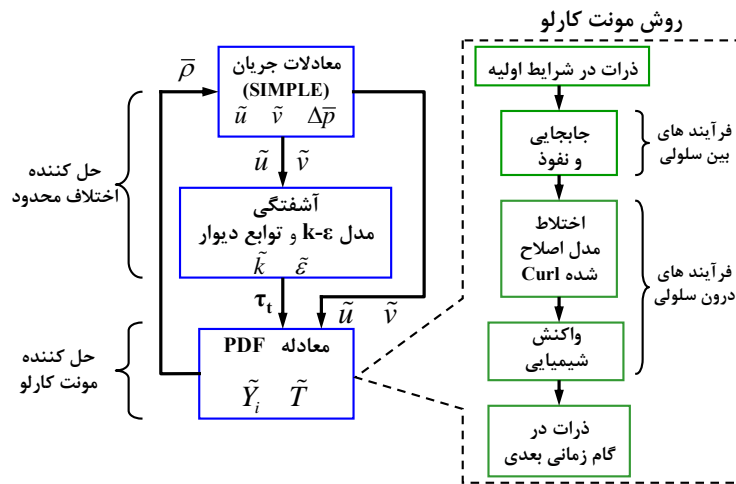 روش مونت کارلو
ρ̅
معادلات جریان
(SIMPLE)
ũ ṽ Δp̅
ũ ṽ
آشفتگی
مدل k-ε و توابع دیوار
k̃ ε̃
τt
ũ ṽ
معادله PDF
Ỹi T̃
حل کننده
اختلاف محدود
حل کننده
مونت کارلو
ذرات در شرایط اولیه
جابجایی
و نفوذ
فرآیند های
بین سلولی
اختلاط
مدل اصلاح
شده Curl
فرآیند های
درون سلولی
واکنش
شیمیایی
ذرات در
گام زمانی بعدی